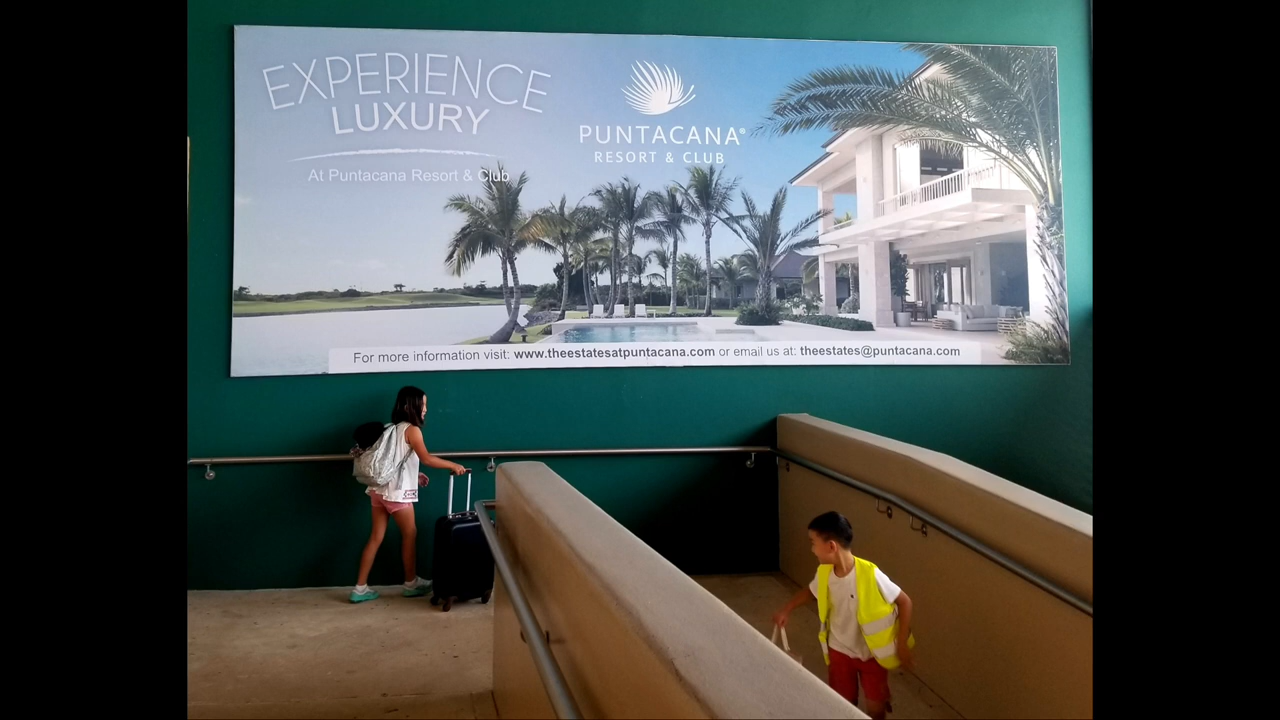 EXPERIENCE
LUXURY
At Puntacana Resort & Club
PUNTACANA®
RESORT & CLUB
For more information visit: www.theestatesatpuntacana.com or email us at: theestates@puntacana.com